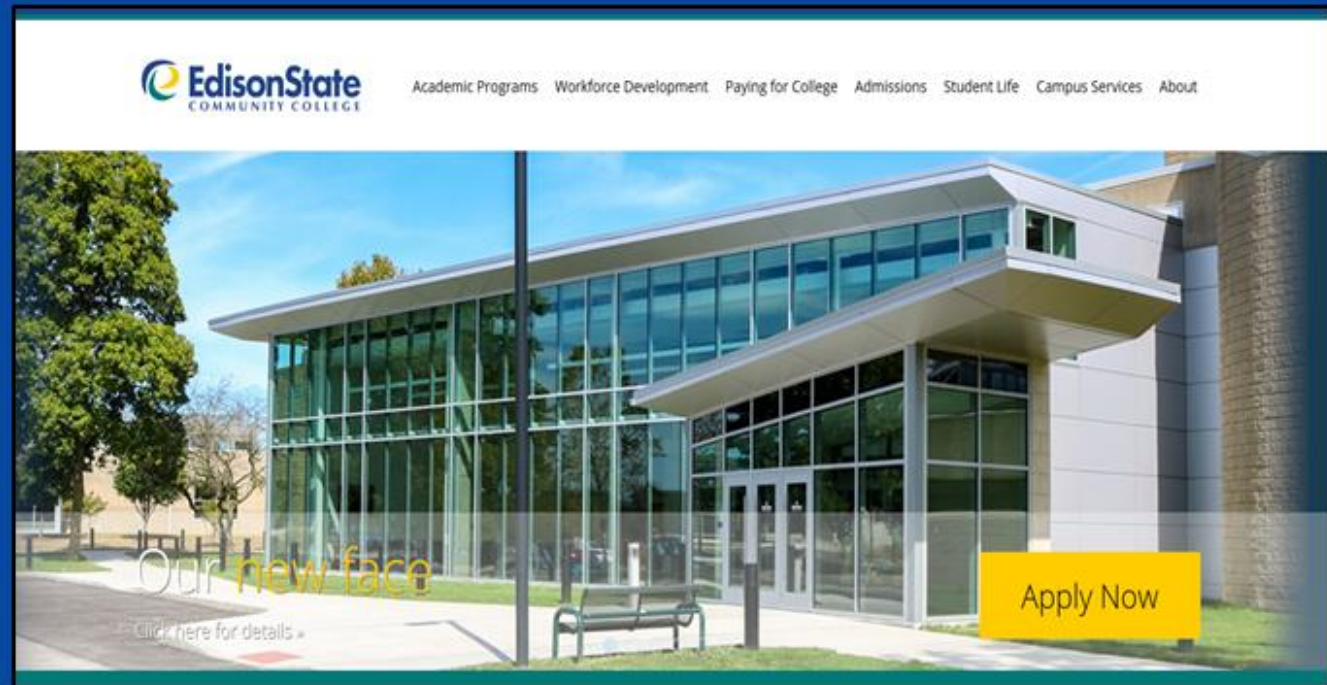 EdisonState
COMMUNITY COLLEGE
Academic Programs Workforce Development Paying for College Admissions Student Life Campus Services About
Our new face
Click here for details »
Apply Now